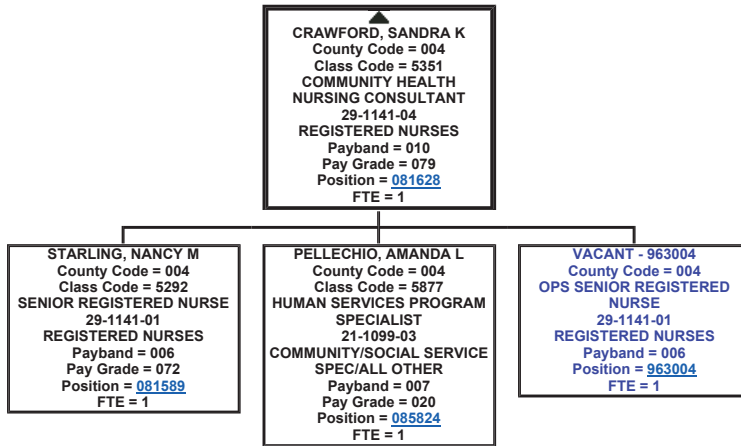 CRAWFORD, SANDRA K
County Code = 004
Class Code = 5351
COMMUNITY HEALTH
NURSING CONSULTANT
29-1141-04
REGISTERED NURSES
Payband = 010
Pay Grade = 079
Position = 081628
FTE = 1
STARLING, NANCY M
County Code = 004
Class Code = 5292
SENIOR REGISTERED NURSE
29-1141-01
REGISTERED NURSES
Payband = 006
Pay Grade = 072
Position = 081589
FTE = 1
PELLECHIO, AMANDA L
County Code = 004
Class Code = 5877
HUMAN SERVICES PROGRAM
SPECIALIST
21-1099-03
COMMUNITY/SOCIAL SERVICE
SPEC/ALL OTHER
Payband = 007
Pay Grade = 020
Position = 085824
FTE = 1
VACANT - 963004
County Code = 004
OPS SENIOR REGISTERED
NURSE
29-1141-01
REGISTERED NURSES
Payband = 006
Position = 963004
FTE = 1